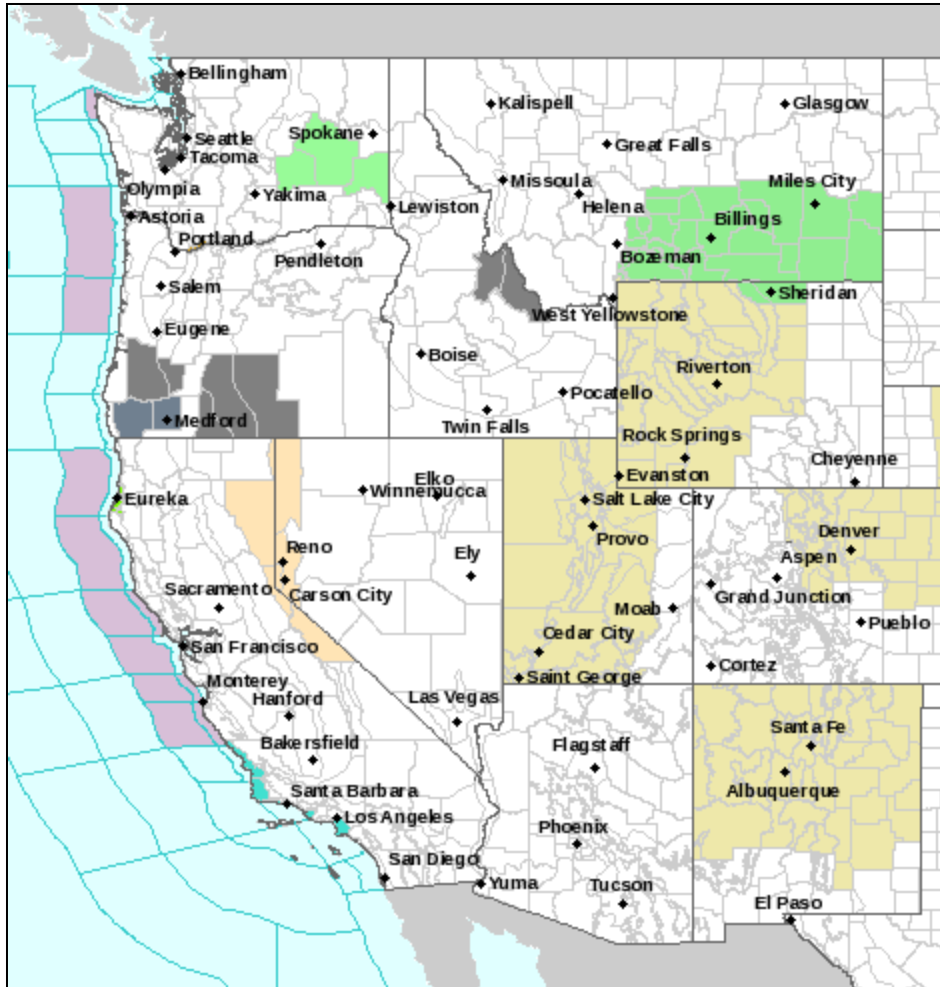 Bellingham
Kalispell
Glasgow
Seattle
Spokane
Great Falls
Tacoma
Olympia
Yakima
Missoula
Miles City
Helena
Lewiston
Astoria
Billings
Portland
Pendleton
Bozeman
Salem
Sheridan
West Yellowstone
Eugene
Boise
Riverton
Pocatello
Medford
Twin Falls
Rock Springs
Cheyenne
Elko
Evanston
Winnemucca
Eureka
Salt Lake City
Denver
Provo
Reno
Ely
Aspen
Sacramento
Carson City
Grand Junction
Moab
Pueblo
Cedar City
San Francisco
Cortez
Saint George
Monterey
Hanford
Las Vegas
Santa Fe
Bakersfield
Flagstaff
Santa Barbara
Albuquerque
Los Angeles
Phoenix
San Diego
Yuma
Tucson
El Paso